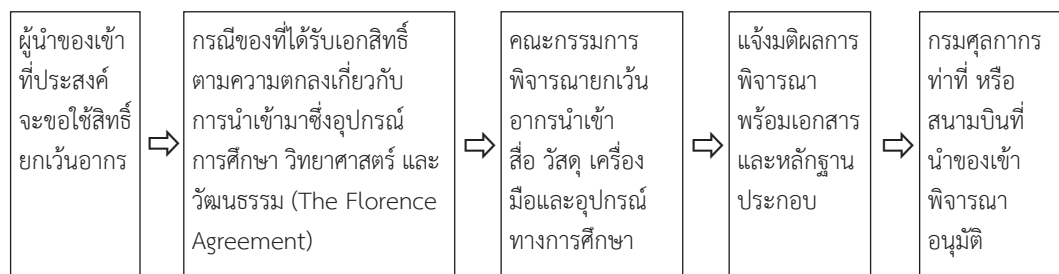 ผู้นำของเข้า
ที่ประสงค์
จะขอใช้สิทธิ์
ยกเว้นอากร
กรณีของที่ได้รับเอกสิทธิ์
ตามความตกลงเกี่ยวกับ
การนำเข้ามาซึ่งอุปกรณ์
การศึกษา วิทยาศาสตร์ และ
วัฒนธรรม (The Florence
Agreement)
คณะกรรมการ
พิจารณายกเว้น
อากรนำเข้า
สื่อ วัสดุ เครื่อง
มือและอุปกรณ์
ทางการศึกษา
แจ้งมติผลการ
พิจารณา
พร้อมเอกสาร
และหลักฐาน
ประกอบ
กรมศุลกากร
ท่าที่ หรือ
สนามบินที่
นำของเข้า
พิจารณา
อนุมัติ